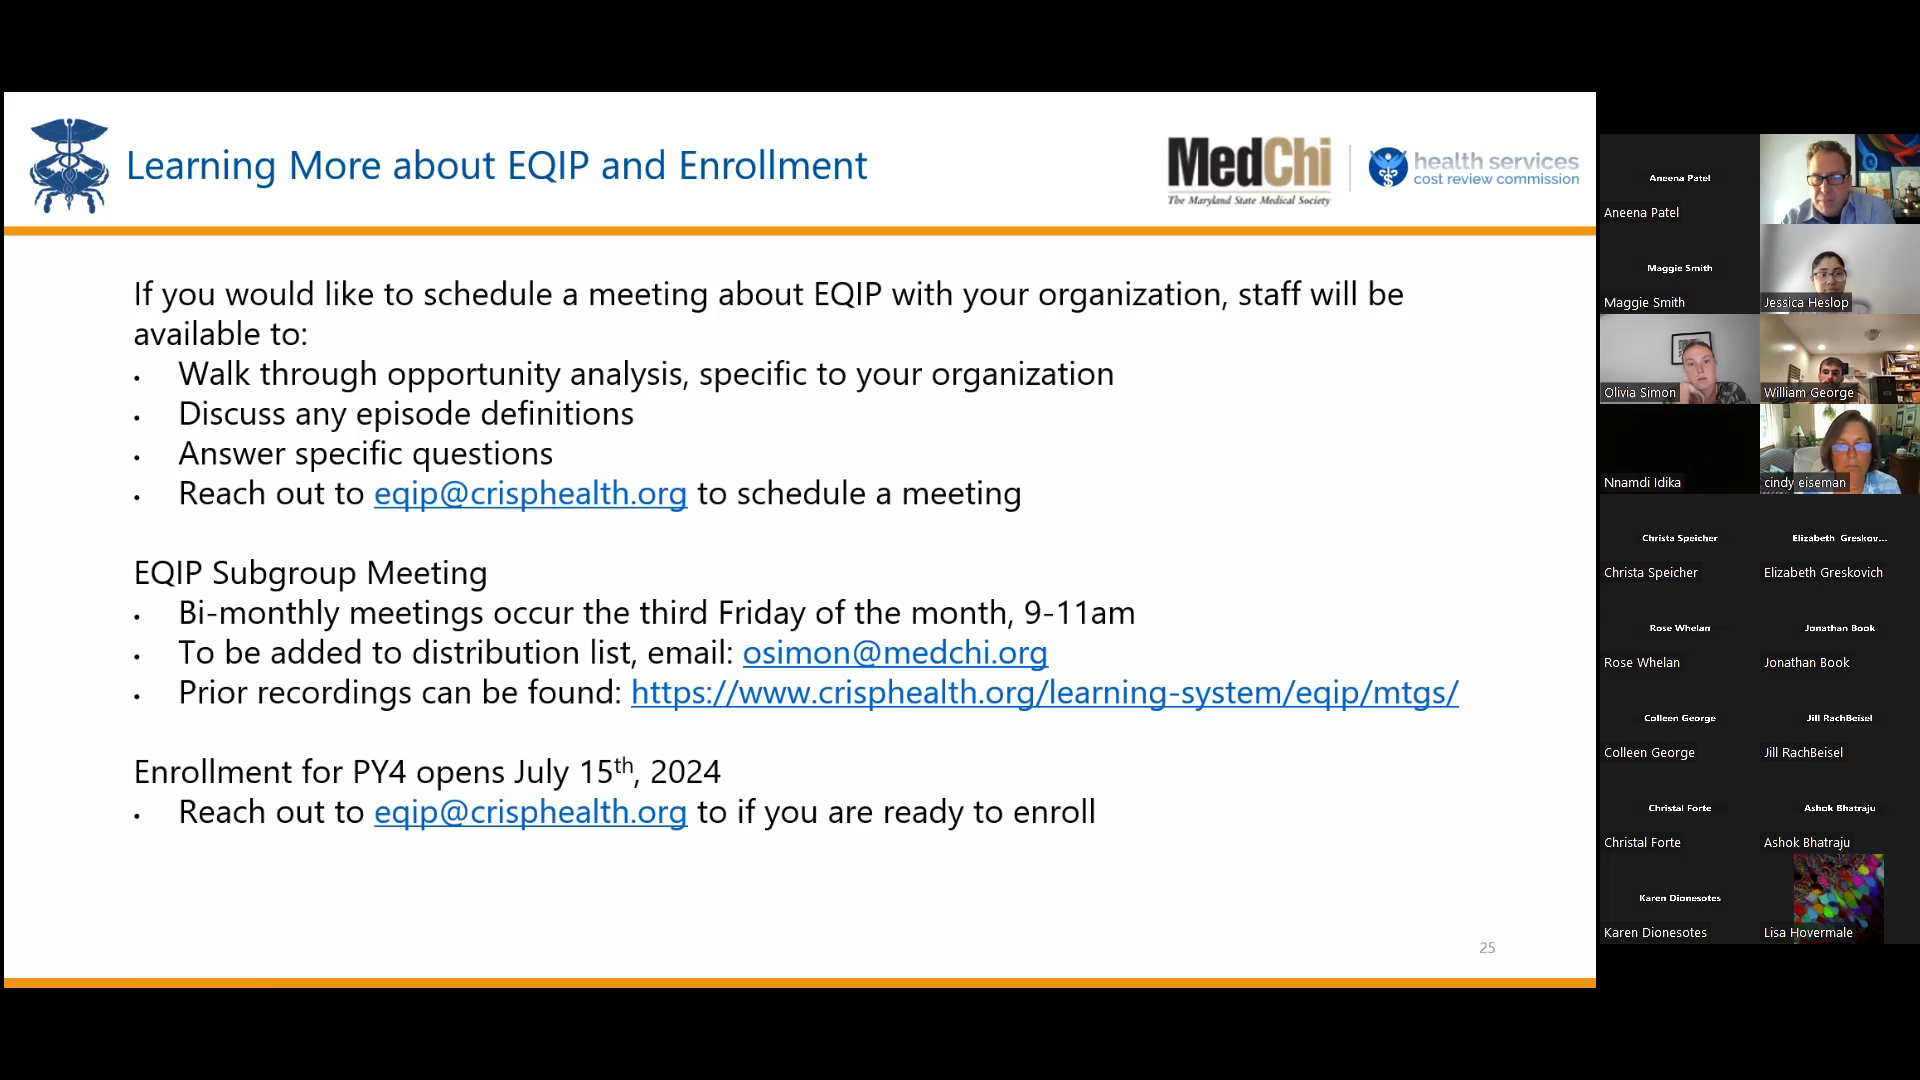 Learning More about EQIP and Enrollment
MedChi
The Maryland State Medical Society
health services
cost review commission
If you would like to schedule a meeting about EQIP with your organization, staff will be
available to:
• Walk through opportunity analysis, specific to your organization
• Discuss any episode definitions
• Answer specific questions
• Reach out to eqip@crisphealth.org to schedule a meeting
EQIP Subgroup Meeting
• Bi-monthly meetings occur the third Friday of the month, 9-11am
• To be added to distribution list, email: osimon@medchi.org
• Prior recordings can be found: https://www.crisphealth.org/learning-system/eqip/mtgs/
Enrollment for PY4 opens July 15th, 2024
• Reach out to eqip@crisphealth.org to if you are ready to enroll
25
Aneena Patel
Aneena Patel
Maggie Smith
Maggie Smith
Jessica Heslop
Olivia Simon
William George
Nnamdi Idika
cindy eiseman
Christa Speicher
Christa Speicher
Elizabeth Greskov...
Elizabeth Greskovich
Rose Whelan
Rose Whelan
Jonathan Book
Jonathan Book
Colleen George
Colleen George
Jill RachBeisel
Jill RachBeisel
Christal Forte
Christal Forte
Ashok Bhatraju
Ashok Bhatraju
Karen Dionesotes
Karen Dionesotes
Lisa Hovermale